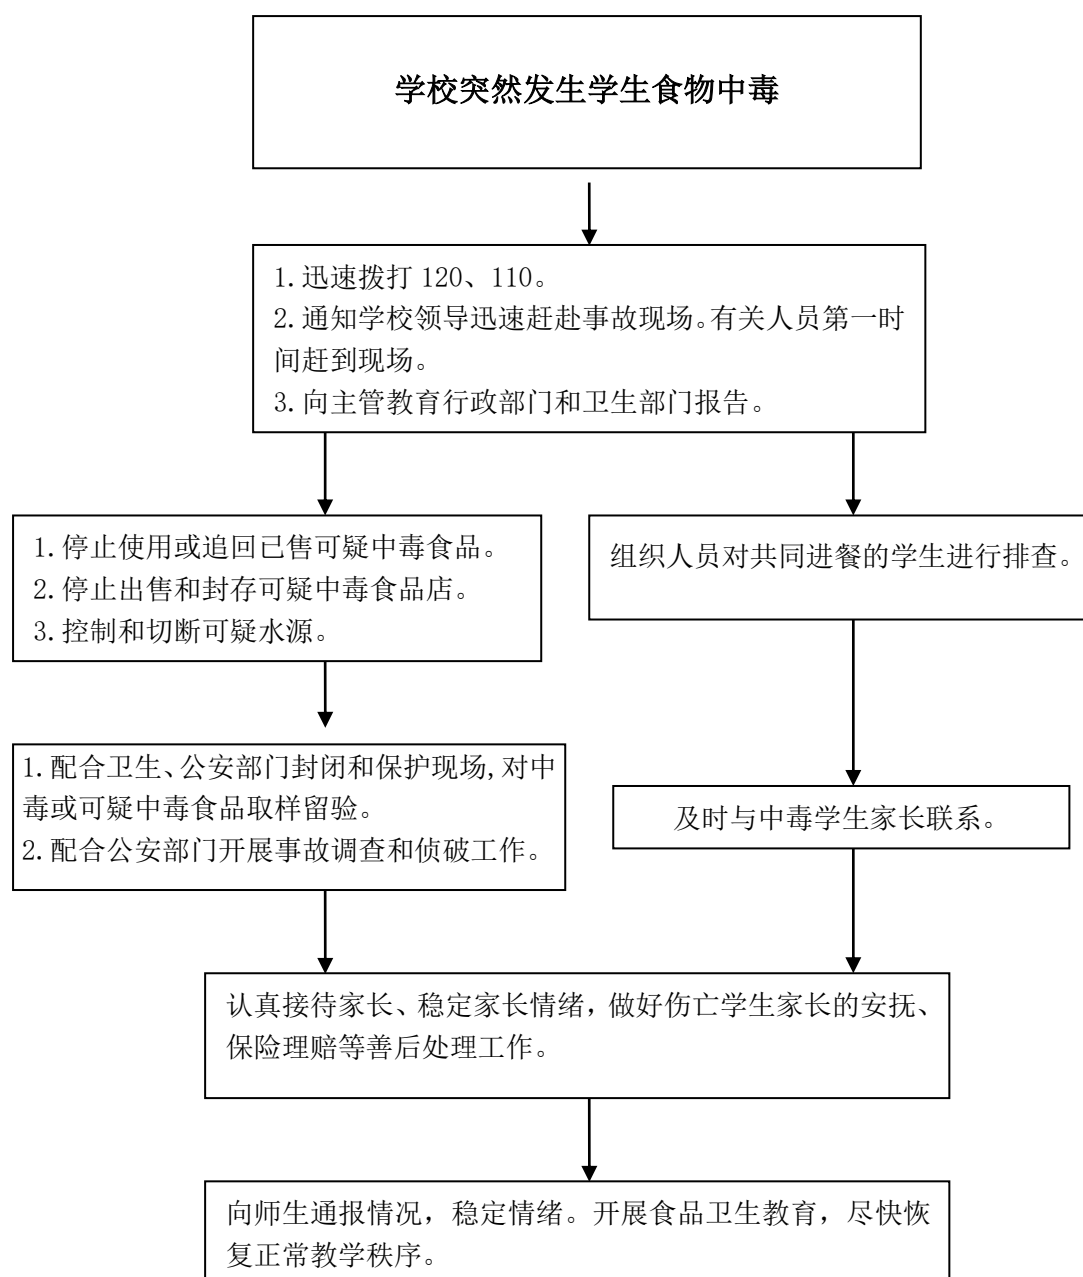 学校突然发生学生食物中毒
1.迅速拨打 120、110。
2.通知学校领导迅速赶赴事故现场。有关人员第一时
间赶到现场。
3.向主管教育行政部门和卫生部门报告。
1.停止使用或追回已售可疑中毒食品。
2.停止出售和封存可疑中毒食品店。
3.控制和切断可疑水源。
组织人员对共同进餐的学生进行排查。
1.配合卫生、公安部门封闭和保护现场,对中
毒或可疑中毒食品取样留验。
2.配合公安部门开展事故调查和侦破工作。
及时与中毒学生家长联系。
认真接待家长、稳定家长情绪，做好伤亡学生家长的安抚、
保险理赔等善后处理工作。
向师生通报情况，稳定情绪。开展食品卫生教育，尽快恢
复正常教学秩序。